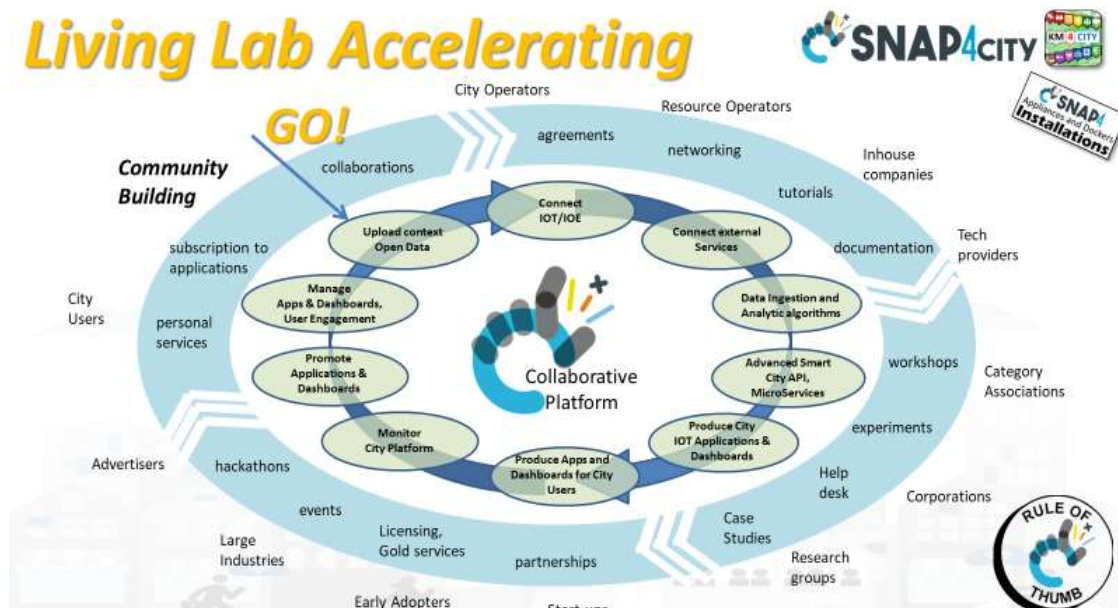 Living Lab Accelerating
SNAP4CITY
KM4CITY
SNAP4
Appliances and Dockers
Installations
GO!
City Operators
Resource Operators
Inhouse
companies
Tech
providers
Category
Associations
Corporations
Research
groups
Early Adopters
Large
Industries
Advertisers
City
Users
Community
Building
collaborations
agreements
networking
tutorials
documentation
workshops
experiments
Help
desk
Case
Studies
partnerships
Licensing,
Gold services
events
hackathons
personal
services
subscription to
applications
Upload context
Open Data
Connect
IOT/IOE
Connect external
Services
Data Ingestion and
Analytic algorithms
Advanced Smart
City API,
MicroServices
Produce City
IOT Applications &
Dashboards
Produce Apps and
Dashboards for City
Users
Monitor
City Platform
Promote
Applications &
Dashboards
Manage
Apps & Dashboards,
User Engagement
Collaborative
Platform
RULE OF
THUMB